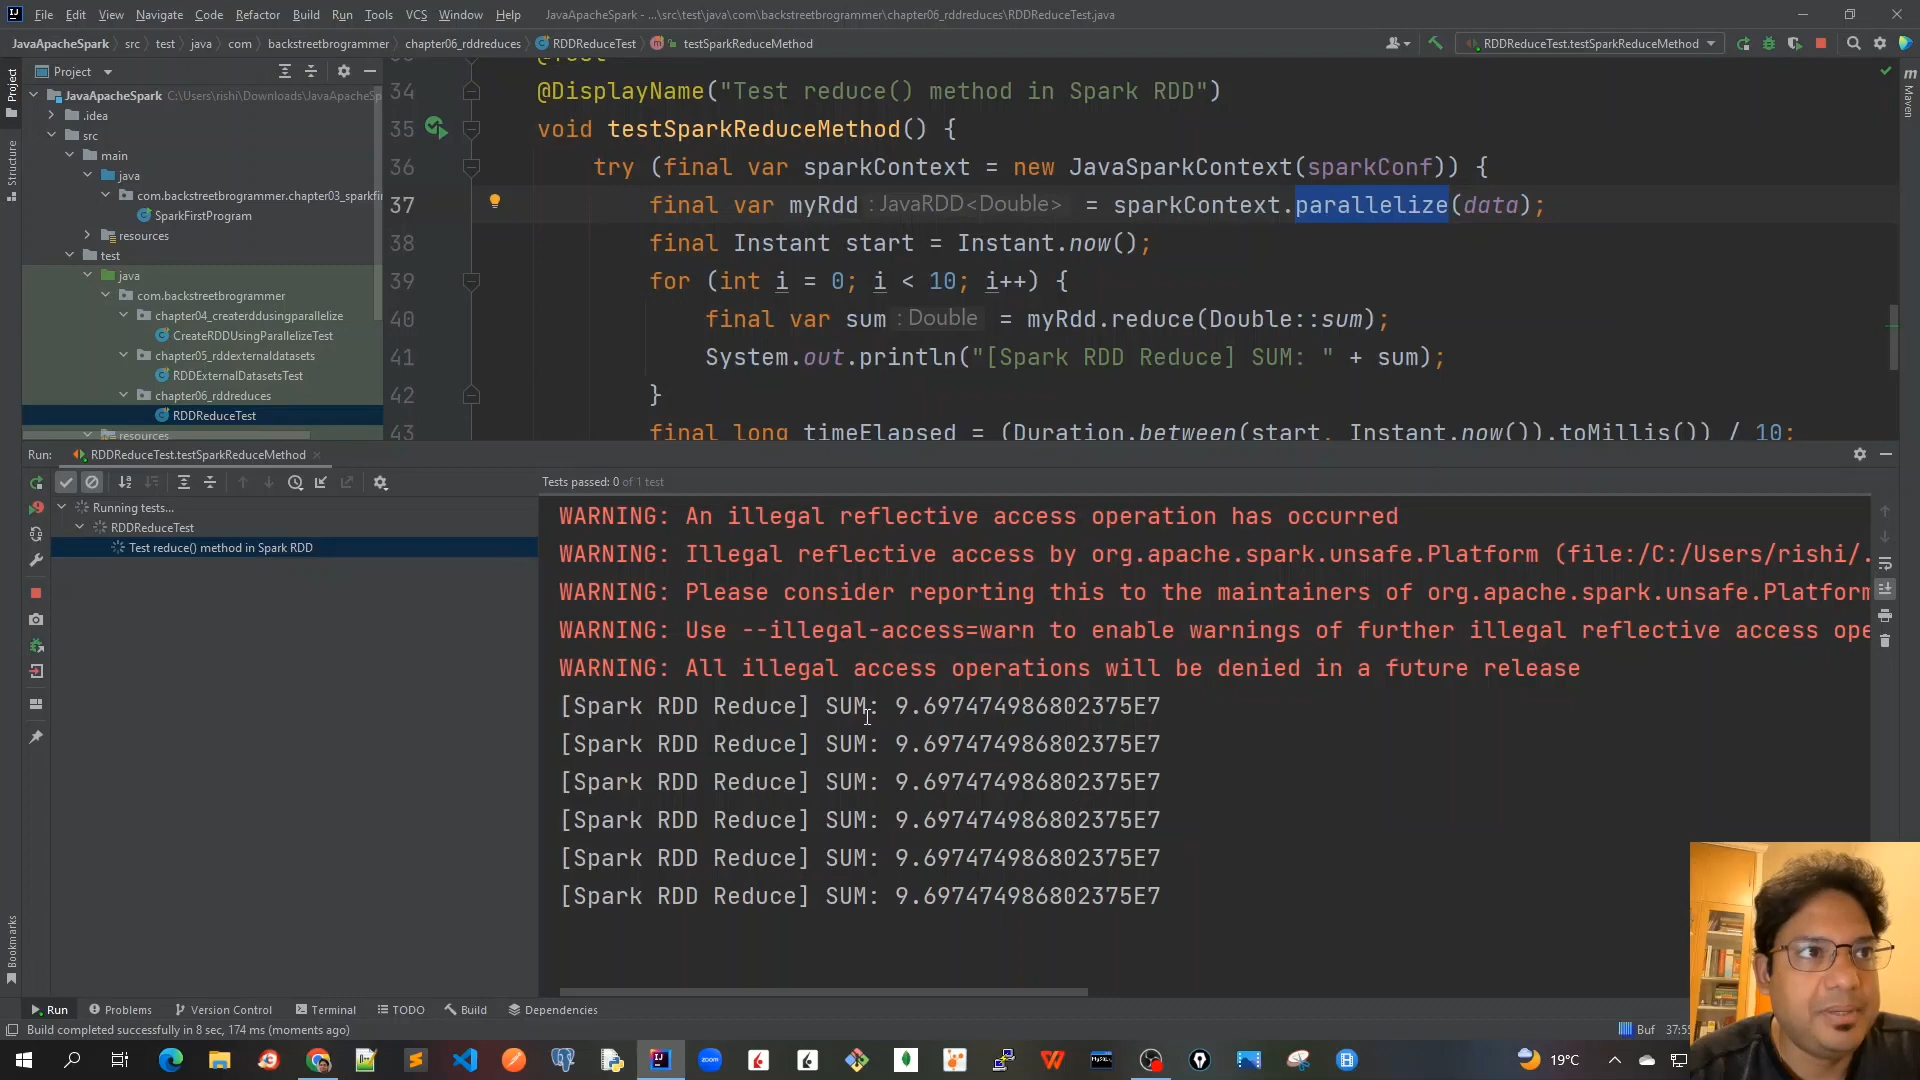 File Edit View Navigate Code Refactor Build Run Tools VCS Window Help JavaApacheSpark - ...\src\test\java\com\backstreetbrogrammer\chapter06_rddreduces\RDDReduceTest.java
JavaApacheSpark src test java com backstreetbrogrammer chapter06_rddreduces RDDReduceTest testSparkReduceMethod RDDReduceTest.testSparkReduceMethod
Project
JavaApacheSpark C:\Users\rishi\Downloads\JavaApacheSp
.idea
src
main
java
com.backstreetbrogrammer.chapter03_sparkfi
SparkFirstProgram
resources
test
java
com.backstreetbrogrammer
chapter04_createrddusingparallelize
CreateRDDUsingParallelizeTest
chapter05_rddexternaldatasets
RDDExternalDatasetsTest
chapter06_rddreduces
RDDReduceTest
resources
Project
Structure
Bookmarks
Maven
34 @DisplayName("Test reduce() method in Spark RDD")
35 void testSparkReduceMethod() {
36 try (final var sparkContext = new JavaSparkContext(sparkConf)) {
37 final var myRdd : JavaRDD<Double> = sparkContext.parallelize(data);
38 final Instant start = Instant.now();
39 for (int i = 0; i < 10; i++) {
40 final var sum : Double = myRdd.reduce(Double::sum);
41 System.out.println("[Spark RDD Reduce] SUM: " + sum);
42 }
43 final long timeElapsed = (Duration.between(start, Instant.now()).toMillis()) / 10;
Run: RDDReduceTest.testSparkReduceMethod
Tests passed: 0 of 1 test
Running tests...
RDDReduceTest
Test reduce() method in Spark RDD
WARNING: An illegal reflective access operation has occurred
WARNING: Illegal reflective access by org.apache.spark.unsafe.Platform (file:/C:/Users/rishi/.
WARNING: Please consider reporting this to the maintainers of org.apache.spark.unsafe.Platform
WARNING: Use --illegal-access=warn to enable warnings of further illegal reflective access ope
WARNING: All illegal access operations will be denied in a future release
[Spark RDD Reduce] SUM: 9.697474986802375E7
[Spark RDD Reduce] SUM: 9.697474986802375E7
[Spark RDD Reduce] SUM: 9.697474986802375E7
[Spark RDD Reduce] SUM: 9.697474986802375E7
[Spark RDD Reduce] SUM: 9.697474986802375E7
[Spark RDD Reduce] SUM: 9.697474986802375E7
Run Problems Version Control Terminal TODO Build Dependencies
Build completed successfully in 8 sec, 174 ms (moments ago) Buf
19°C